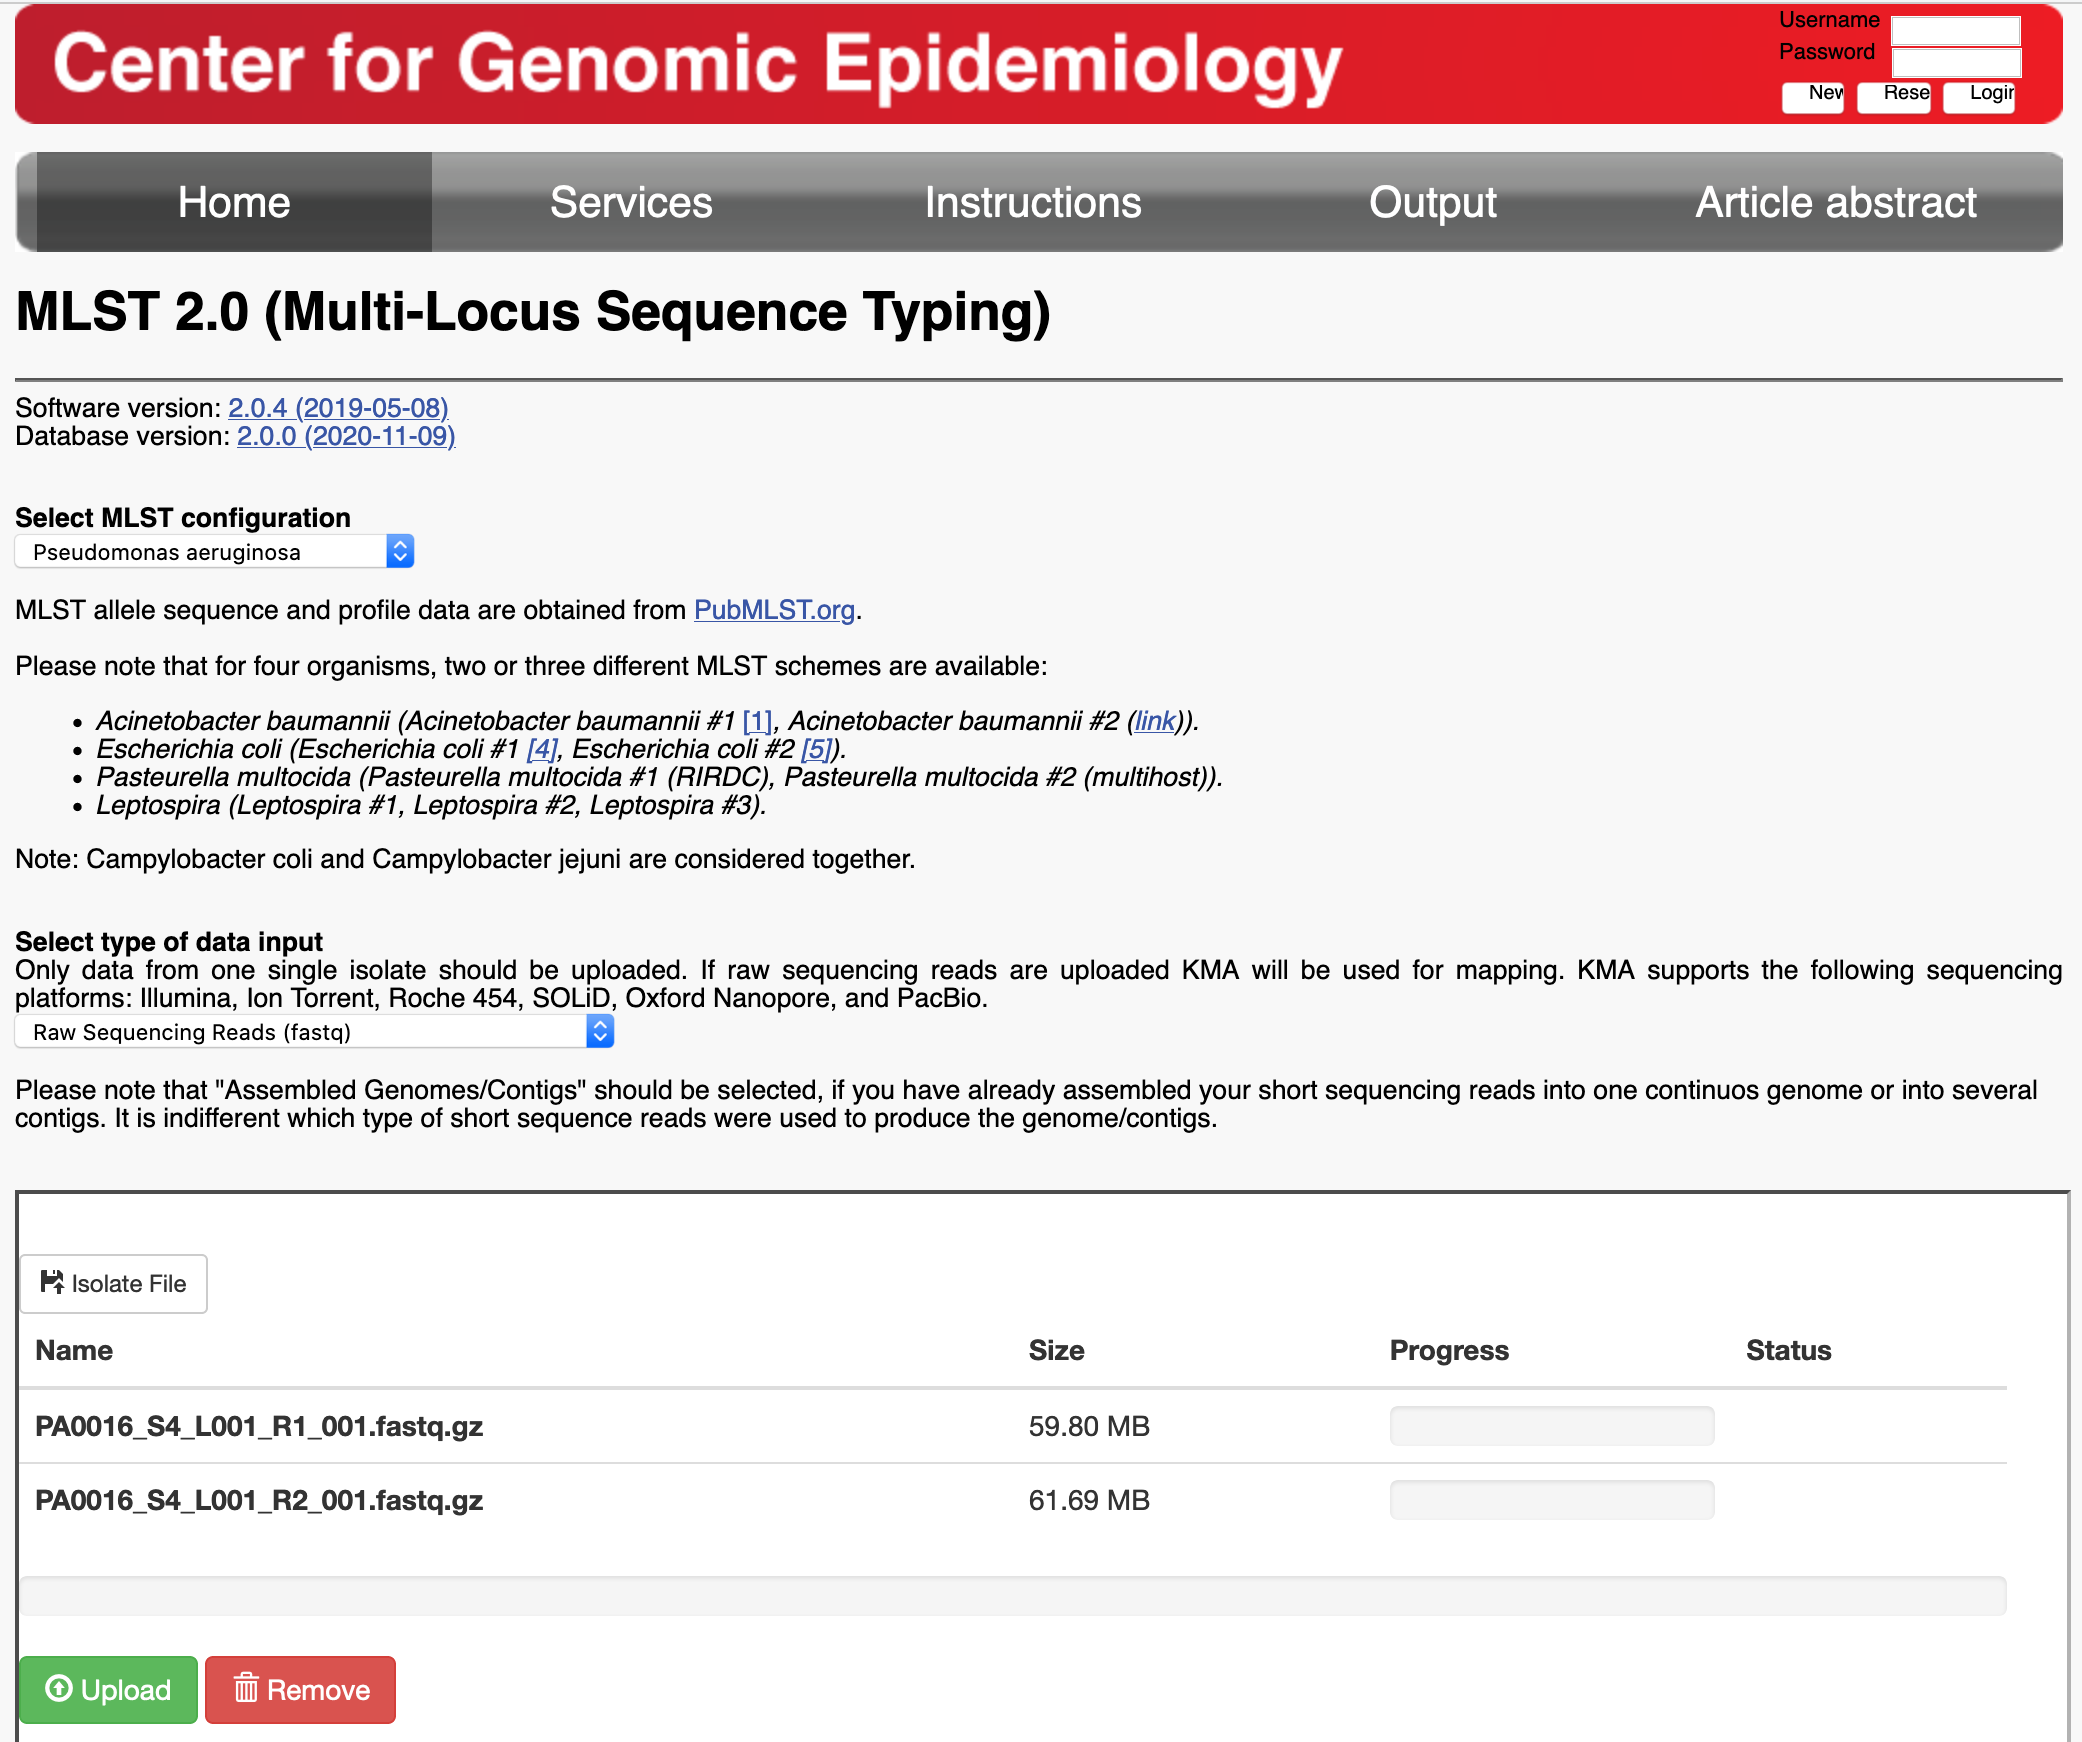 Center for Genomic Epidemiology
Username
Password
New
Rese
Login
Home
Services
Instructions
Output
Article abstract
MLST 2.0 (Multi-Locus Sequence Typing)
Software version: 2.0.4 (2019-05-08)
Database version: 2.0.0 (2020-11-09)
Select MLST configuration
Pseudomonas aeruginosa
MLST allele sequence and profile data are obtained from PubMLST.org.
Please note that for four organisms, two or three different MLST schemes are available:
• Acinetobacter baumannii (Acinetobacter baumannii #1 [1], Acinetobacter baumannii #2 (link)).
• Escherichia coli (Escherichia coli #1 [4], Escherichia coli #2 [5]).
• Pasteurella multocida (Pasteurella multocida #1 (RIRDC), Pasteurella multocida #2 (multihost)).
• Leptospira (Leptospira #1, Leptospira #2, Leptospira #3).
Note: Campylobacter coli and Campylobacter jejuni are considered together.
Select type of data input
Only data from one single isolate should be uploaded. If raw sequencing reads are uploaded KMA will be used for mapping. KMA supports the following sequencing
platforms: Illumina, Ion Torrent, Roche 454, SOLiD, Oxford Nanopore, and PacBio.
Raw Sequencing Reads (fastq)
Please note that "Assembled Genomes/Contigs" should be selected, if you have already assembled your short sequencing reads into one continuos genome or into several
contigs. It is indifferent which type of short sequence reads were used to produce the genome/contigs.
Isolate File
Name Size Progress Status
PA0016_S4_L001_R1_001.fastq.gz 59.80 MB
PA0016_S4_L001_R2_001.fastq.gz 61.69 MB
Upload
Remove